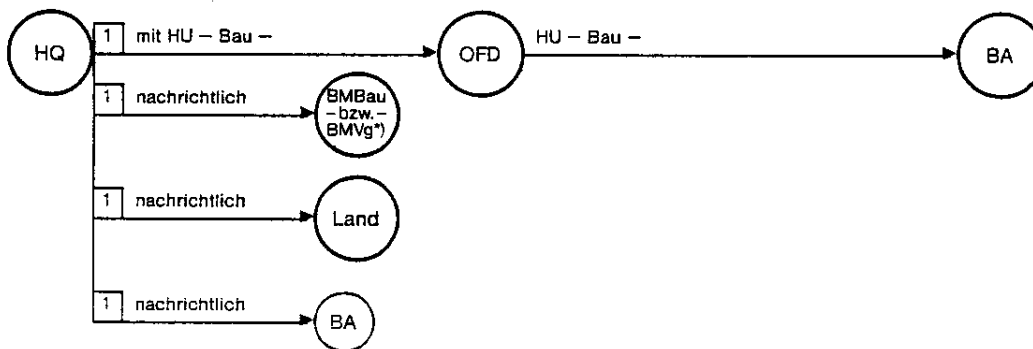 HQ 1 mit HU – Bau – OFD HU – Bau – BA
1 nachrichtlich BMBau
– bzw. –
BMVg*)
1 nachrichtlich Land
1 nachrichtlich BA